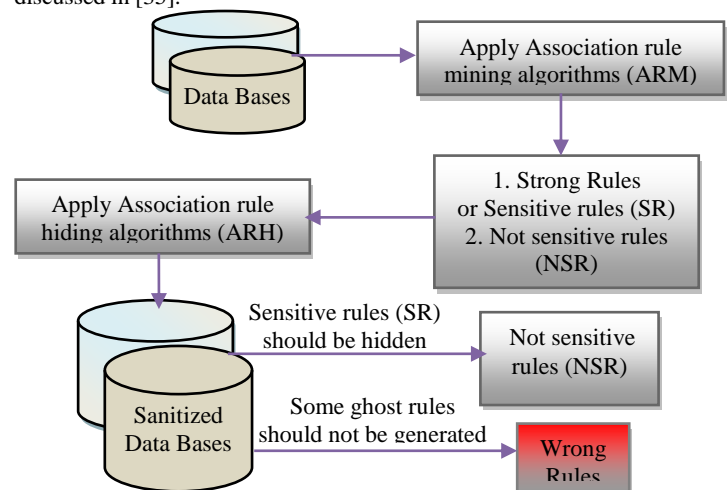 discussed in [35].
Apply Association rule
mining algorithms (ARM)
Data Bases
1. Strong Rules
or Sensitive rules (SR)
2. Not sensitive rules
(NSR)
Apply Association rule
hiding algorithms (ARH)
Sensitive rules (SR)
should be hidden
Not sensitive
rules (NSR)
Sanitized
Data Bases
Some ghost rules
should not be generated
Wrong
Rules